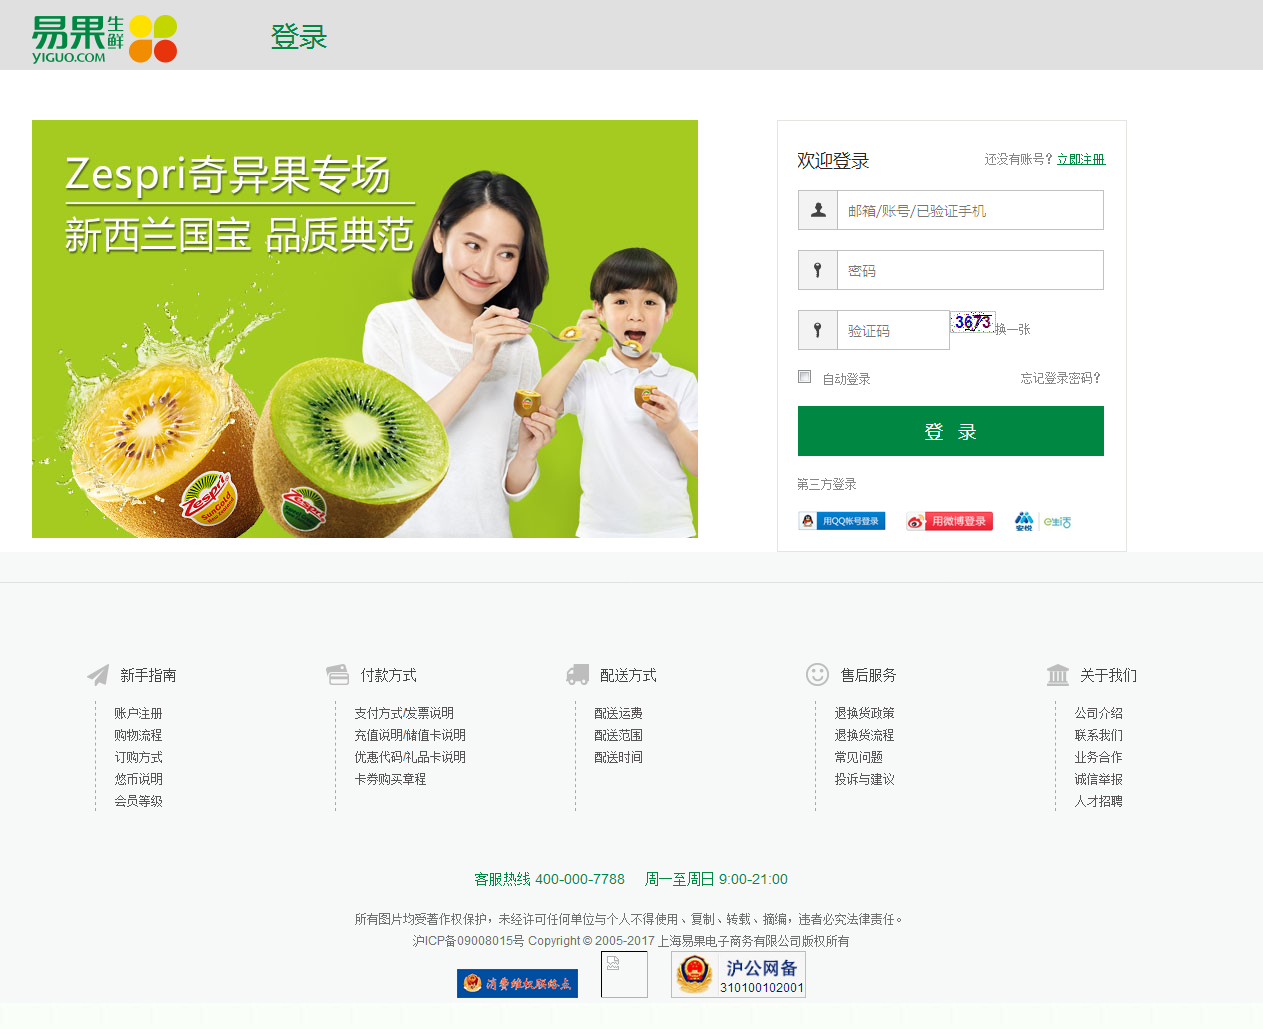 易果生鲜
YIGUO.COM
登录
Zespri奇异果专场
新西兰国宝 品质典范
Zespri
SunGold
Zespri
欢迎登录
还没有账号？立即注册
邮箱/账号/已验证手机
密码
验证码
3673
换一张
自动登录
忘记登录密码？
登 录
第三方登录
用QQ帐号登录
用微博登录
安悦
e生活
新手指南
账户注册
购物流程
订购方式
悠币说明
会员等级
付款方式
支付方式/发票说明
充值说明/储值卡说明
优惠代码/礼品卡说明
卡券购买章程
配送方式
配送运费
配送范围
配送时间
售后服务
退换货政策
退换货流程
常见问题
投诉与建议
关于我们
公司介绍
联系我们
业务合作
诚信举报
人才招聘
客服热线 400-000-7788 周一至周日 9:00-21:00
所有图片均受著作权保护，未经许可任何单位与个人不得使用、复制、转载、摘编，违者必究法律责任。
沪ICP备09008015号 Copyright © 2005-2017 上海易果电子商务有限公司版权所有
消费维权联络点
沪公网备
310100102001